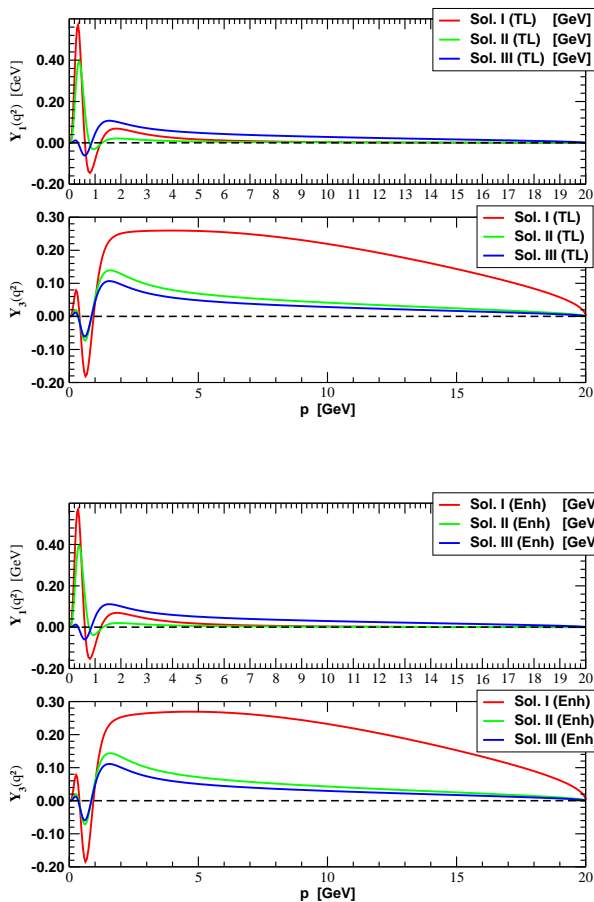 Sol. I (TL) [GeV]
Sol. II (TL) [GeV]
Sol. III (TL) [GeV]
Y₁(q²) [GeV]
0.40
0.20
0.00
-0.20
0 1 2 3 4 5 6 7 8 9 10 11 12 13 14 15 16 17 18 19 20
Sol. I (TL)
Sol. II (TL)
Sol. III (TL)
Y₃(q²)
0.30
0.20
0.10
0.00
-0.10
-0.20
0 5 10 15 20
p [GeV]
Sol. I (Enh) [GeV
Sol. II (Enh) [GeV
Sol. III (Enh) [GeV
Y₁(q²) [GeV]
0.40
0.20
0.00
-0.20
0 1 2 3 4 5 6 7 8 9 10 11 12 13 14 15 16 17 18 19 20
Sol. I (Enh)
Sol. II (Enh)
Sol. III (Enh)
Y₃(q²)
0.30
0.20
0.10
0.00
-0.10
-0.20
0 5 10 15 20
p [GeV]